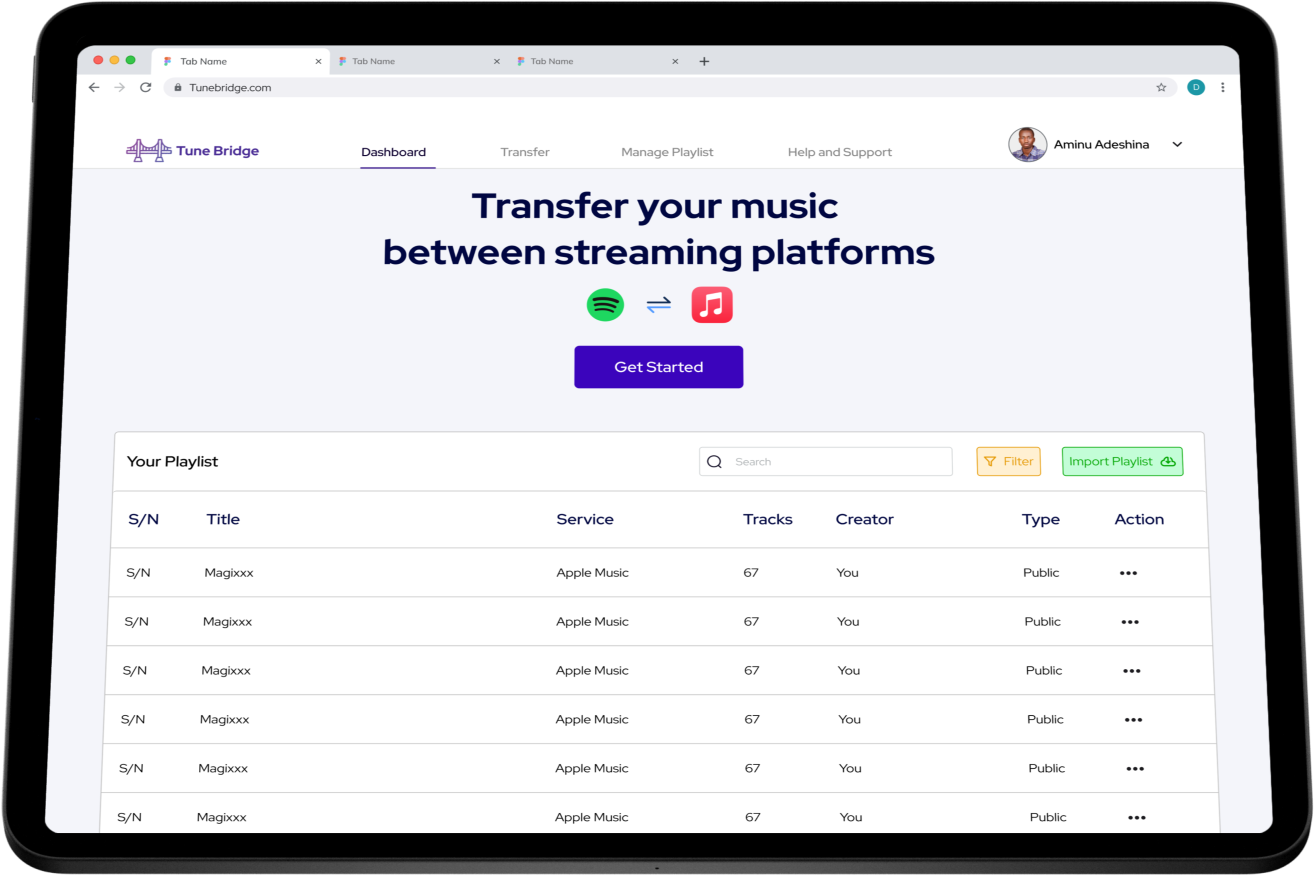 Tab Name Tab Name Tab Name
Tunebridge.com D
Tune Bridge Dashboard Transfer Manage Playlist Help and Support Aminu Adeshina
Transfer your music
between streaming platforms
Get Started
Your Playlist Search Filter Import Playlist
S/N Title Service Tracks Creator Type Action
S/N Magixxx Apple Music 67 You Public
S/N Magixxx Apple Music 67 You Public
S/N Magixxx Apple Music 67 You Public
S/N Magixxx Apple Music 67 You Public
S/N Magixxx Apple Music 67 You Public
S/N Magixxx Apple Music 67 You Public